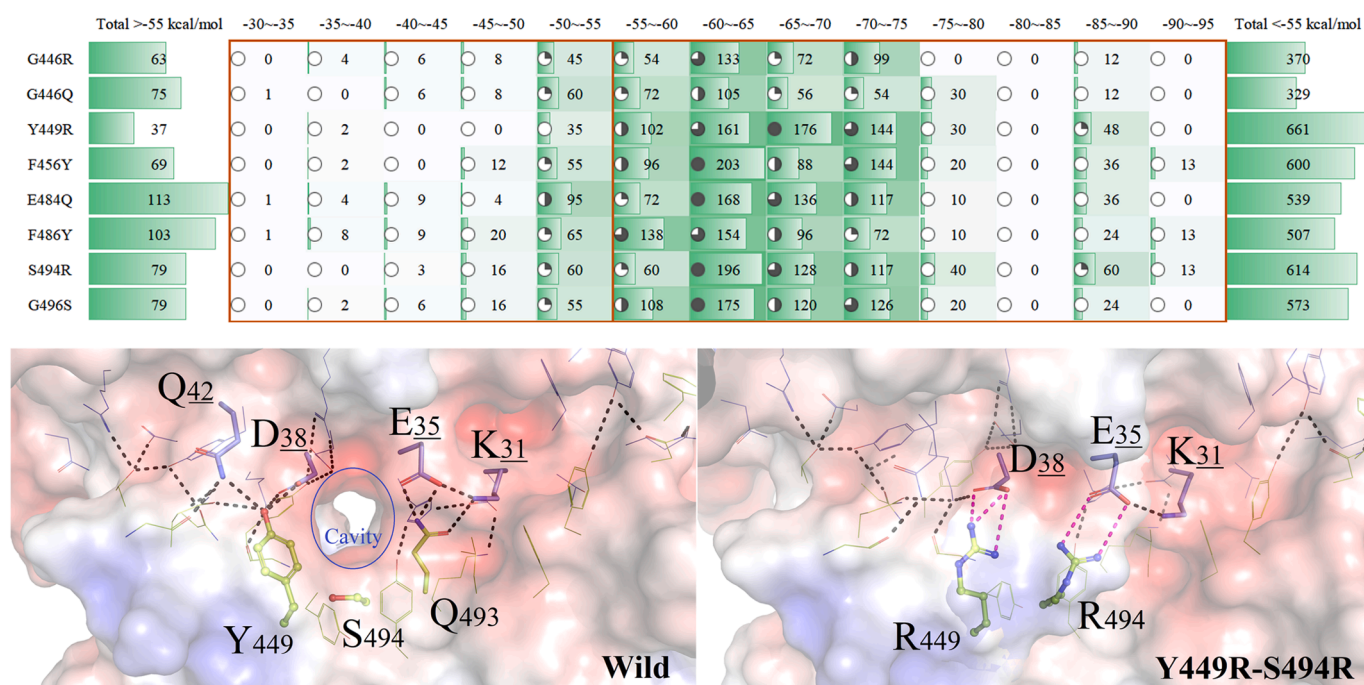 Total >-55 kcal/mol -30~-35 -35~-40 -40~-45 -45~-50 -50~-55 -55~-60 -60~-65 -65~-70 -70~-75 -75~-80 -80~-85 -85~-90 -90~-95 Total <-55 kcal/mol
G446R 63 0 4 6 8 45 54 133 72 99 0 0 12 0 370
G446Q 75 1 0 6 8 60 72 105 56 54 30 0 12 0 329
Y449R 37 0 2 0 0 35 102 161 176 144 30 0 48 0 661
F456Y 69 0 2 0 12 55 96 203 88 144 20 0 36 13 600
E484Q 113 1 4 9 4 95 72 168 136 117 10 0 36 0 539
F486Y 103 1 8 9 20 65 138 154 96 72 10 0 24 13 507
S494R 79 0 0 3 16 60 60 196 128 117 40 0 60 13 614
G496S 79 0 2 6 16 55 108 175 120 126 20 0 24 0 573
Q42
D38
E35
K31
Cavity
Y449
S494
Q493
Wild
D38
E35
K31
R449
R494
Y449R-S494R